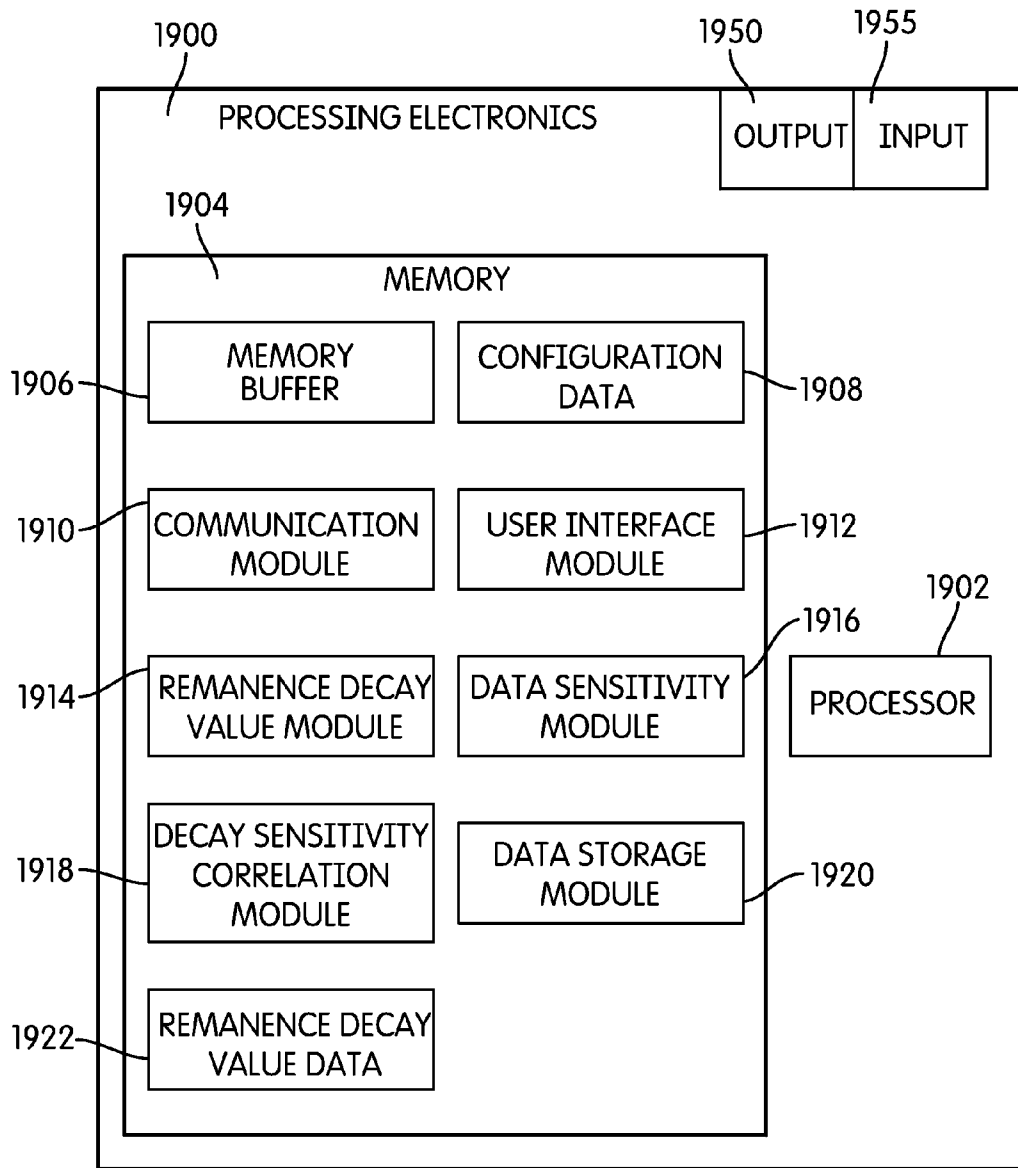 1900
1950
1955
PROCESSING ELECTRONICS
OUTPUT
INPUT
1904
MEMORY
1906
MEMORY
BUFFER
CONFIGURATION
DATA
1908
1910
COMMUNICATION
MODULE
USER INTERFACE
MODULE
1912
1902
1916
1914
REMANENCE DECAY
VALUE MODULE
DATA SENSITIVITY
MODULE
PROCESSOR
1918
DECAY SENSITIVITY
CORRELATION
MODULE
DATA STORAGE
MODULE
1920
1922
REMANENCE DECAY
VALUE DATA